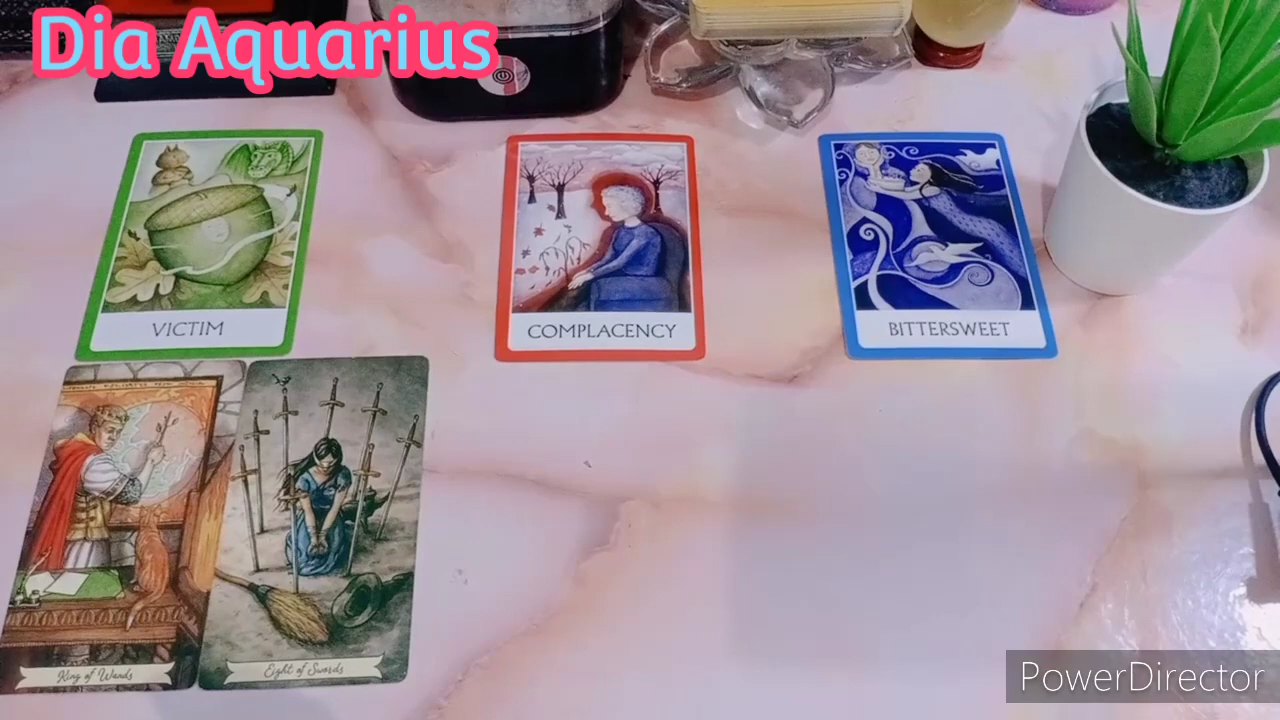 Dia Aquarius
VICTIM
COMPLACENCY
BITTERSWEET
King of Wands
Eight of Swords
PowerDirector